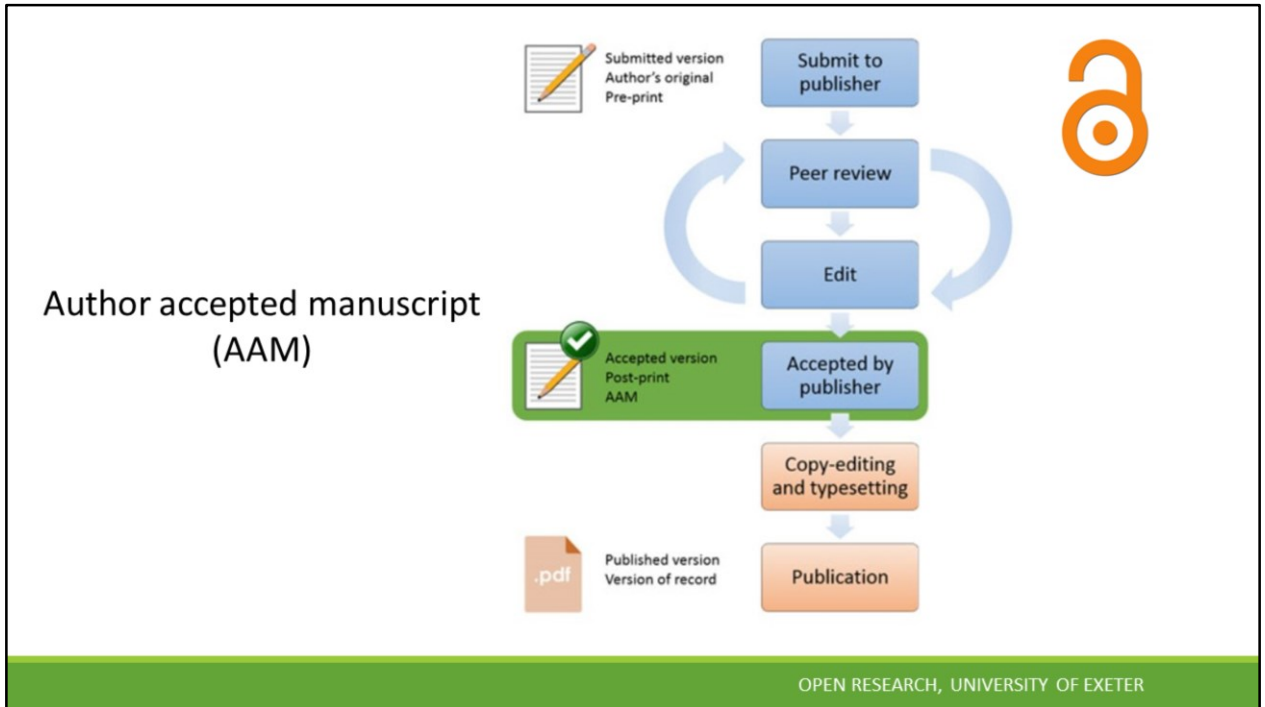 Author accepted manuscript
(AAM)
Submitted version
Author's original
Pre-print
Submit to
publisher
Peer review
Edit
Accepted version
Post-print
AAM
Accepted by
publisher
Copy-editing
and typesetting
.pdf
Published version
Version of record
Publication
OPEN RESEARCH, UNIVERSITY OF EXETER